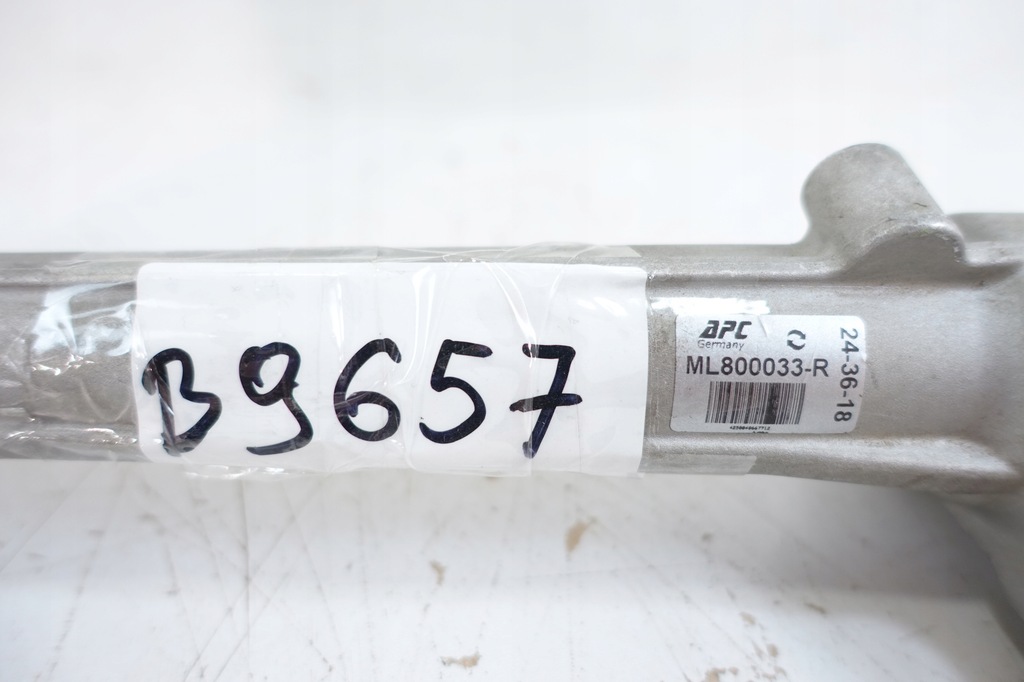 B9657
APC
Germany
ML800033-R
24-36-18